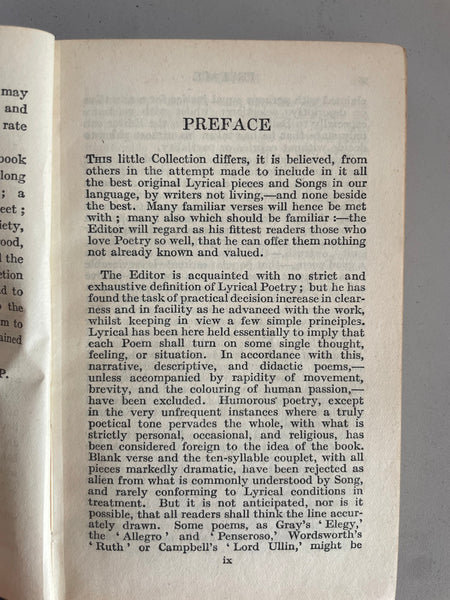 may
and
rate
book
long
; a
eet ;
iety,
ood,
l the
ction
d to
o the
m to
ained
P.
PREFACE
THIS little Collection differs, it is believed, from
others in the attempt made to include in it all
the best original Lyrical pieces and Songs in our
language, by writers not living,—and none beside
the best. Many familiar verses will hence be met
with ; many also which should be familiar :—the
Editor will regard as his fittest readers those who
love Poetry so well, that he can offer them nothing
not already known and valued.
The Editor is acquainted with no strict and
exhaustive definition of Lyrical Poetry ; but he has
found the task of practical decision increase in clear-
ness and in facility as he advanced with the work,
whilst keeping in view a few simple principles.
Lyrical has been here held essentially to imply that
each Poem shall turn on some single thought,
feeling, or situation. In accordance with this,
narrative, descriptive, and didactic poems,—
unless accompanied by rapidity of movement,
brevity, and the colouring of human passion,—
have been excluded. Humorous poetry, except
in the very unfrequent instances where a truly
poetical tone pervades the whole, with what is
strictly personal, occasional, and religious, has
been considered foreign to the idea of the book.
Blank verse and the ten-syllable couplet, with all
pieces markedly dramatic, have been rejected as
alien from what is commonly understood by Song,
and rarely conforming to Lyrical conditions in
treatment. But it is not anticipated, nor is it
possible, that all readers shall think the line accur-
ately drawn. Some poems, as Gray's ' Elegy,'
the ' Allegro ' and ' Penseroso,' Wordsworth's
' Ruth ' or Campbell's ' Lord Ullin,' might be
ix